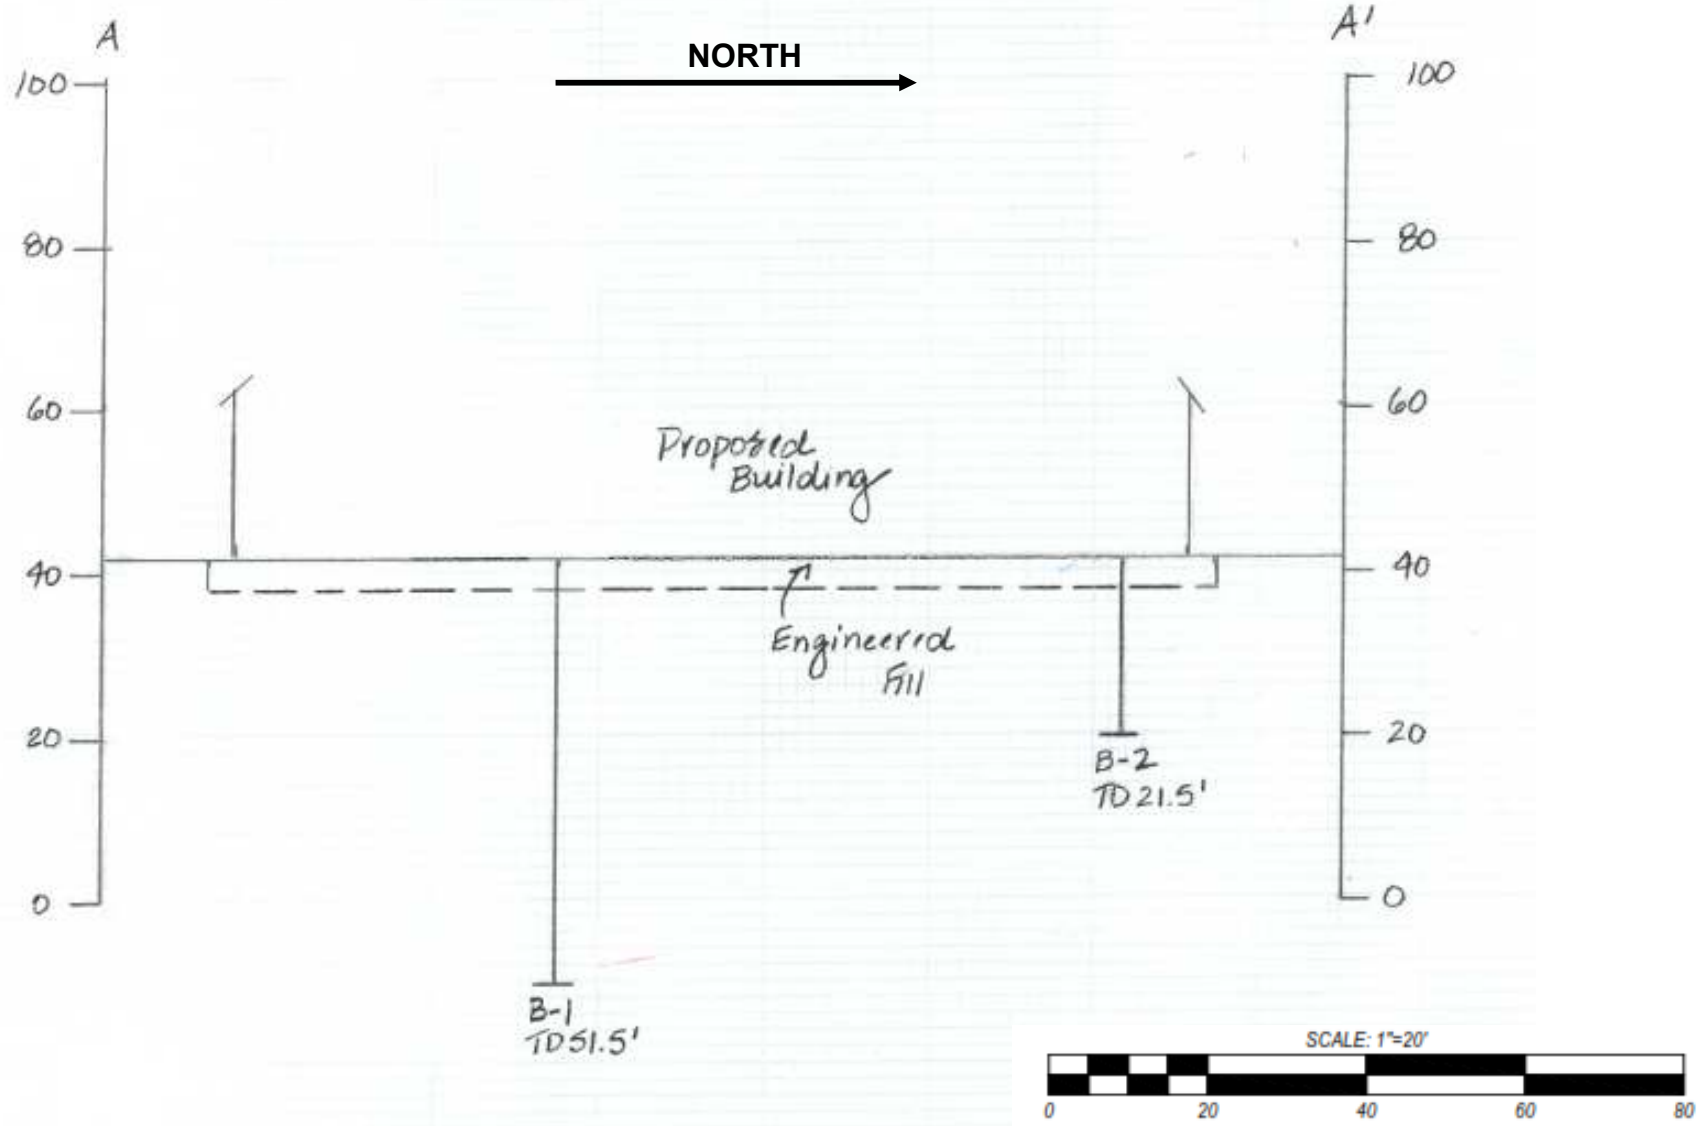 A
A'
NORTH
100
100
80
80
60
60
Proposed
Building
40
40
Engineered
Fill
20
20
B-2
TD 21.5'
0
0
B-1
TD 51.5'
SCALE: 1"=20'
0 20 40 60 80